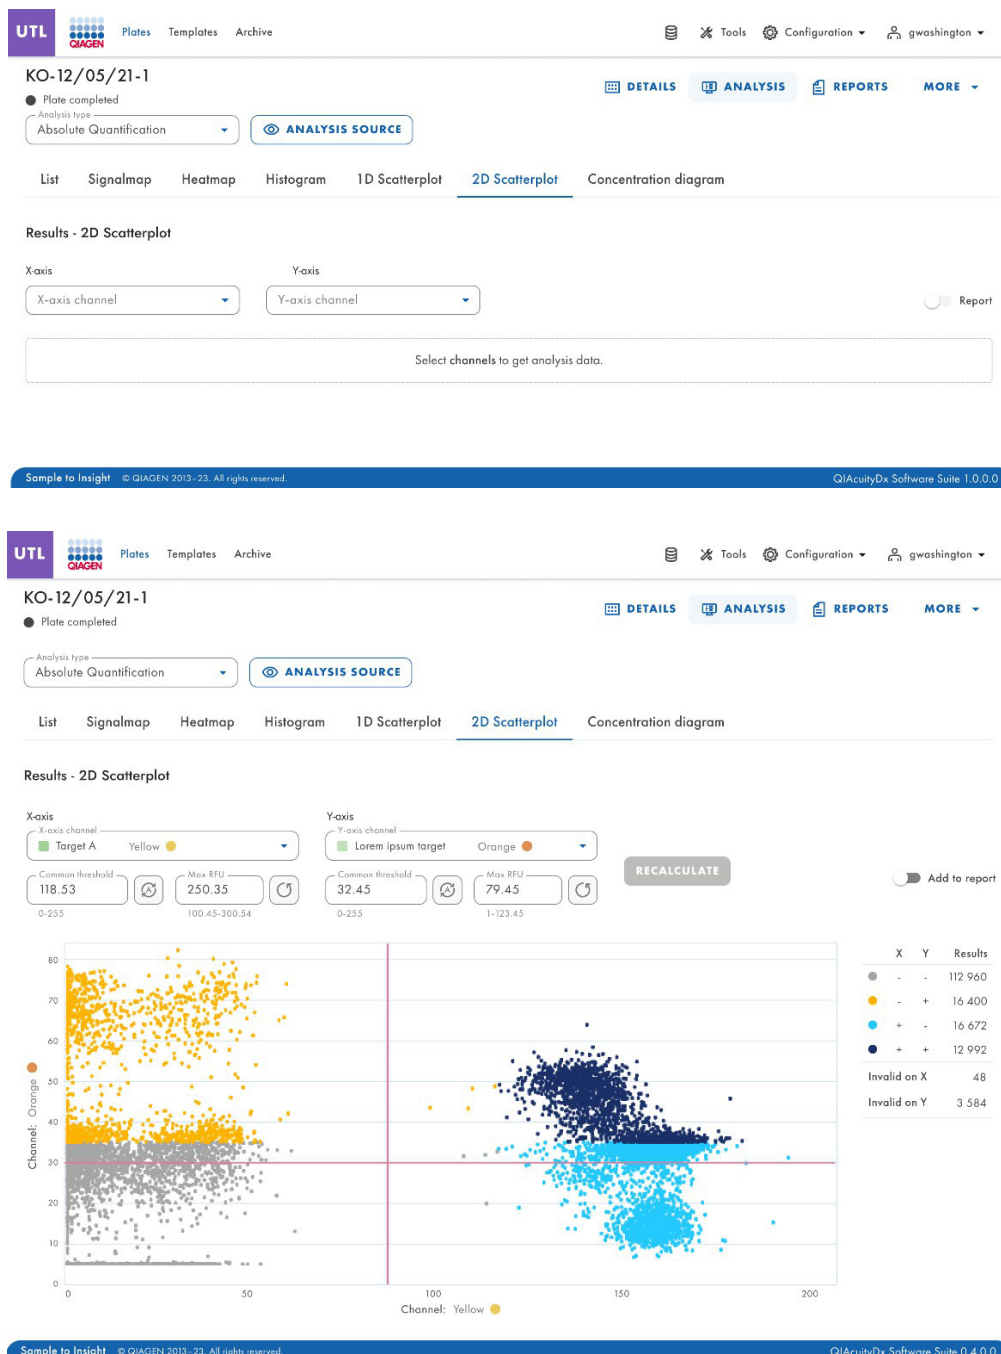 UTL QIAGEN Plates Templates Archive Tools Configuration gwashington
KO-12/05/21-1
DETAILS ANALYSIS REPORTS MORE
Plate completed
Analysis type
Absolute Quantification ANALYSIS SOURCE
List Signalmap Heatmap Histogram 1D Scatterplot 2D Scatterplot Concentration diagram
Results - 2D Scatterplot
X-axis Y-axis
X-axis channel Y-axis channel Report
Select channels to get analysis data.
Sample to Insight © QIAGEN 2013–23. All rights reserved. QIAcuityDx Software Suite 1.0.0.0
UTL QIAGEN Plates Templates Archive Tools Configuration gwashington
KO-12/05/21-1
DETAILS ANALYSIS REPORTS MORE
Plate completed
Analysis type
Absolute Quantification ANALYSIS SOURCE
List Signalmap Heatmap Histogram 1D Scatterplot 2D Scatterplot Concentration diagram
Results - 2D Scatterplot
X-axis Y-axis
X-axis channel Y-axis channel
Target A Yellow Lorem ipsum target Orange
RECALCULATE
Common threshold Max RFU Common threshold Max RFU
118.53 A 250.35 32.45 A 79.45
Add to report
0-255 100.45-300.54 0-255 1-123.45
X Y Results
- - 112 960
- + 16 400
+ - 16 672
+ + 12 992
Invalid on X 48
Invalid on Y 3 584
80
70
60
50
40
30
20
10
0
Channel: Orange
0 50 100 150 200
Channel: Yellow
Sample to Insight © QIAGEN 2013–23. All rights reserved. QIAcuityDx Software Suite 0.4.0.0